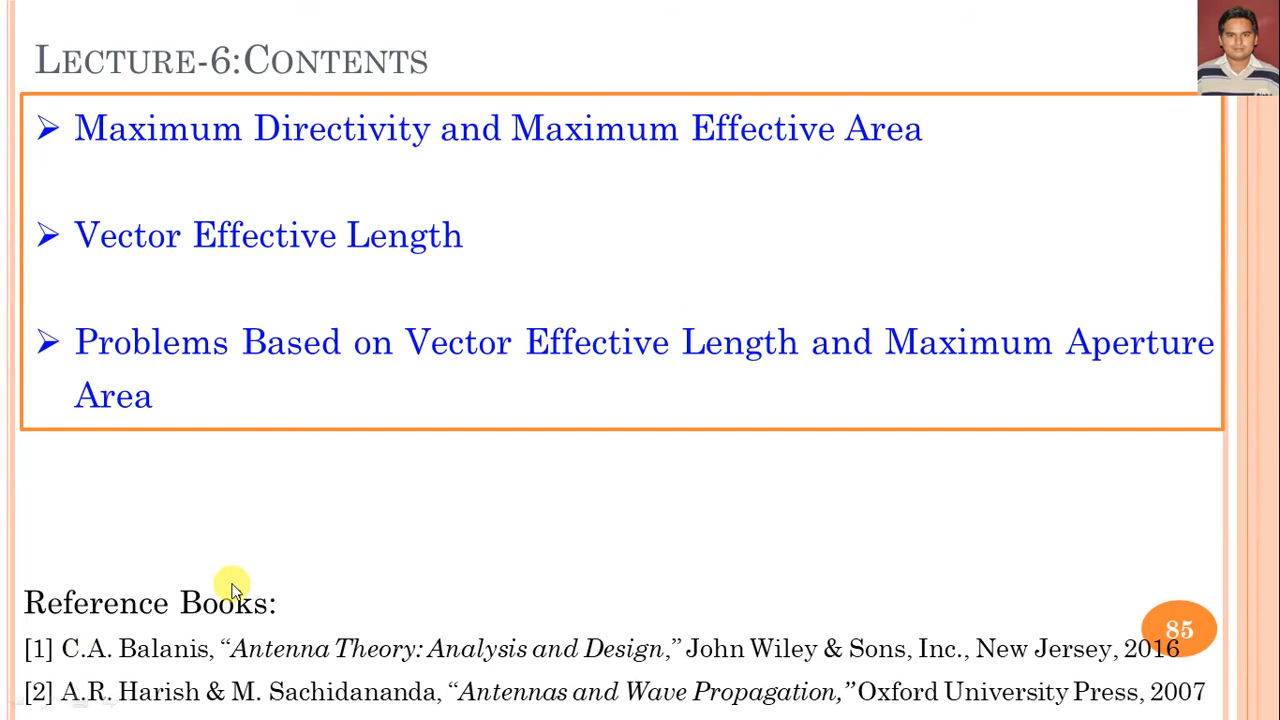 LECTURE-6:CONTENTS
➢ Maximum Directivity and Maximum Effective Area
➢ Vector Effective Length
➢ Problems Based on Vector Effective Length and Maximum Aperture
Area
Reference Books:
85
[1] C.A. Balanis, “Antenna Theory: Analysis and Design,” John Wiley & Sons, Inc., New Jersey, 2016
[2] A.R. Harish & M. Sachidananda, “Antennas and Wave Propagation,” Oxford University Press, 2007